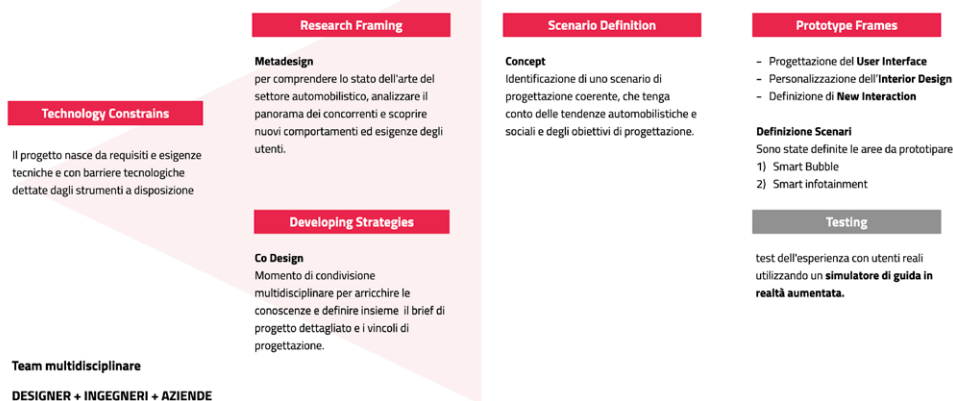 Technology Constrains
Il progetto nasce da requisiti e esigenze
tecniche e con barriere tecnologiche
dettate dagli strumenti a disposizione
Team multidisciplinare
DESIGNER + INGEGNERI + AZIENDE
Research Framing
Metadesign
per comprendere lo stato dell'arte del
settore automobilistico, analizzare il
panorama dei concorrenti e scoprire
nuovi comportamenti ed esigenze degli
utenti.
Developing Strategies
Co Design
Momento di condivisione
multidisciplinare per arricchire le
conoscenze e definire insieme il brief di
progetto dettagliato e i vincoli di
progettazione.
Scenario Definition
Concept
Identificazione di uno scenario di
progettazione coerente, che tenga
conto delle tendenze automobilistiche e
sociali e degli obiettivi di progettazione.
Prototype Frames
– Progettazione del User Interface
– Personalizzazione dell'Interior Design
– Definizione di New Interaction
Definizione Scenari
Sono state definite le aree da prototipare
1) Smart Bubble
2) Smart infotainment
Testing
test dell'esperienza con utenti reali
utilizzando un simulatore di guida in
realtà aumentata.